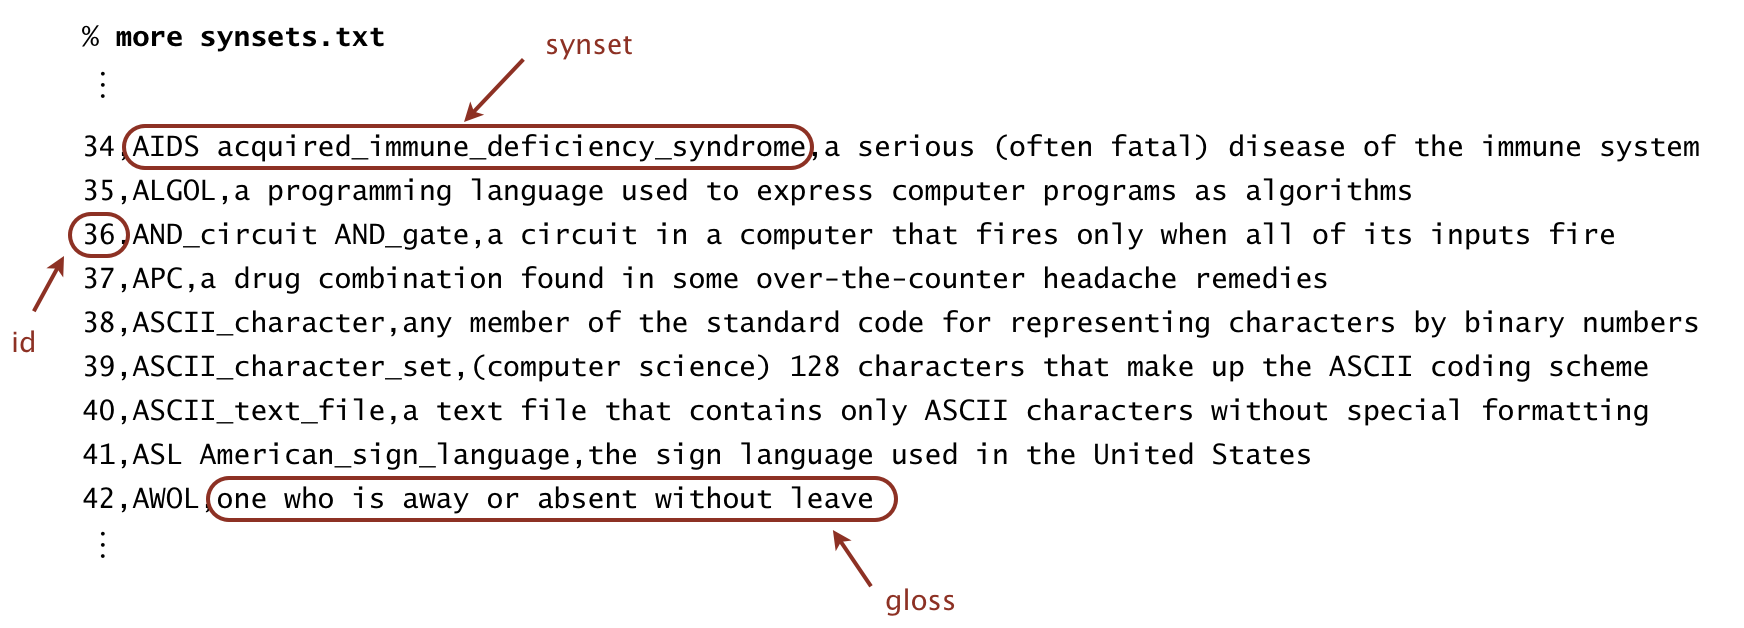 % more synsets.txt
synset
⋮
34,AIDS acquired_immune_deficiency_syndrome,a serious (often fatal) disease of the immune system
35,ALGOL,a programming language used to express computer programs as algorithms
36,AND_circuit AND_gate,a circuit in a computer that fires only when all of its inputs fire
37,APC,a drug combination found in some over-the-counter headache remedies
id
38,ASCII_character,any member of the standard code for representing characters by binary numbers
39,ASCII_character_set,(computer science) 128 characters that make up the ASCII coding scheme
40,ASCII_text_file,a text file that contains only ASCII characters without special formatting
41,ASL American_sign_language,the sign language used in the United States
42,AWOL,one who is away or absent without leave
⋮
gloss